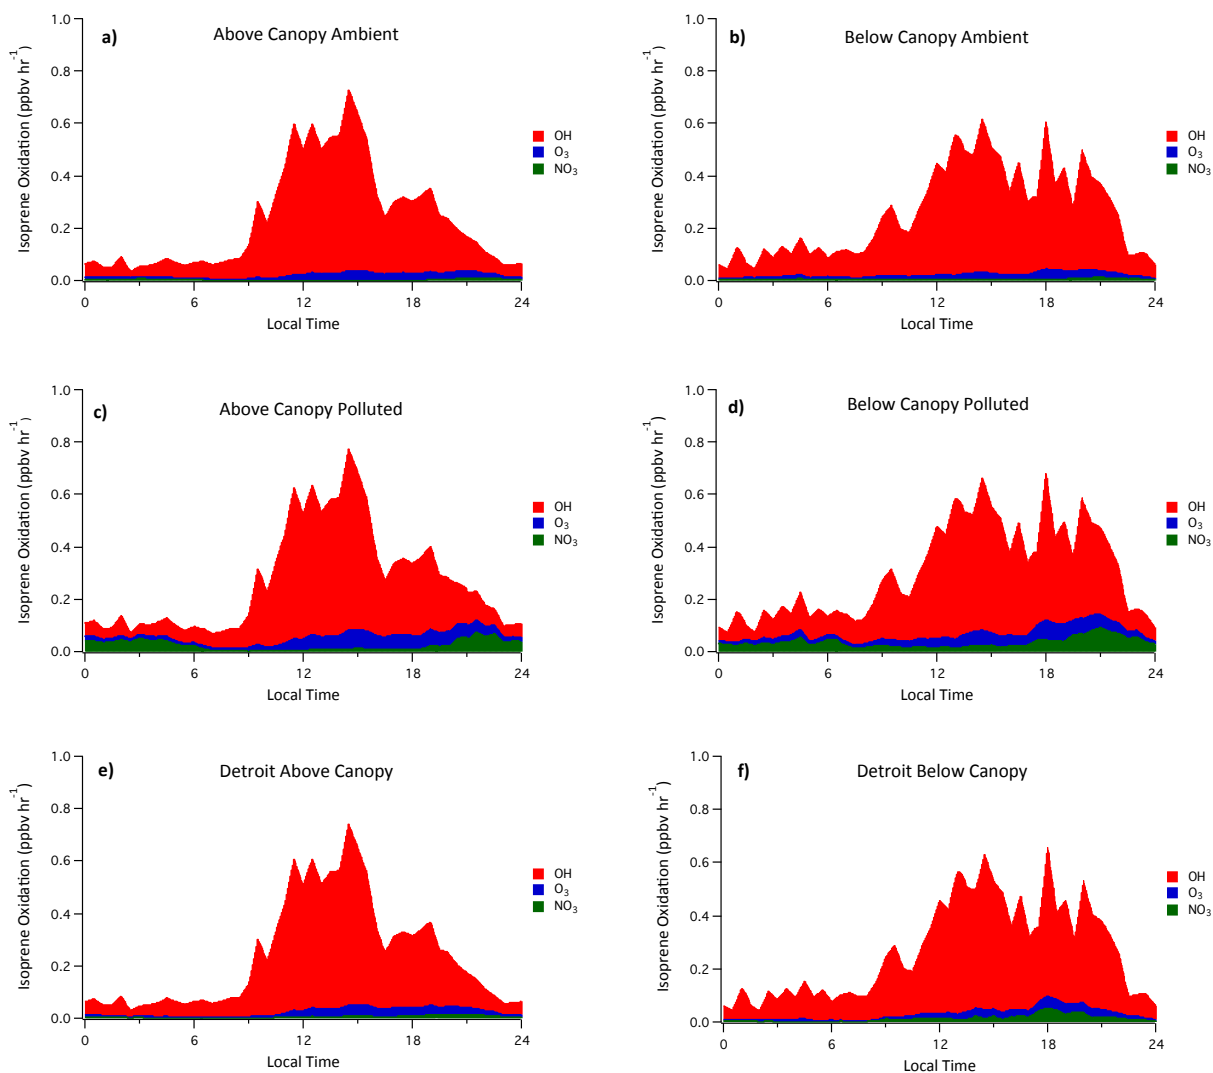 a) Above Canopy Ambient
Isoprene Oxidation (ppbv hr-1)
1.0
0.8
0.6
0.4
0.2
0.0
0 6 12 18 24
Local Time
OH
O3
NO3
b) Below Canopy Ambient
Isoprene Oxidation (ppbv hr-1)
1.0
0.8
0.6
0.4
0.2
0.0
0 6 12 18 24
Local Time
OH
O3
NO3
c) Above Canopy Polluted
Isoprene Oxidation (ppbv hr-1)
1.0
0.8
0.6
0.4
0.2
0.0
0 6 12 18 24
Local Time
OH
O3
NO3
d) Below Canopy Polluted
Isoprene Oxidation (ppbv hr-1)
1.0
0.8
0.6
0.4
0.2
0.0
0 6 12 18 24
Local Time
OH
O3
NO3
e) Detroit Above Canopy
Isoprene Oxidation (ppbv hr-1)
1.0
0.8
0.6
0.4
0.2
0.0
0 6 12 18 24
Local Time
OH
O3
NO3
f) Detroit Below Canopy
Isoprene Oxidation (ppbv hr-1)
1.0
0.8
0.6
0.4
0.2
0.0
0 6 12 18 24
Local Time
OH
O3
NO3